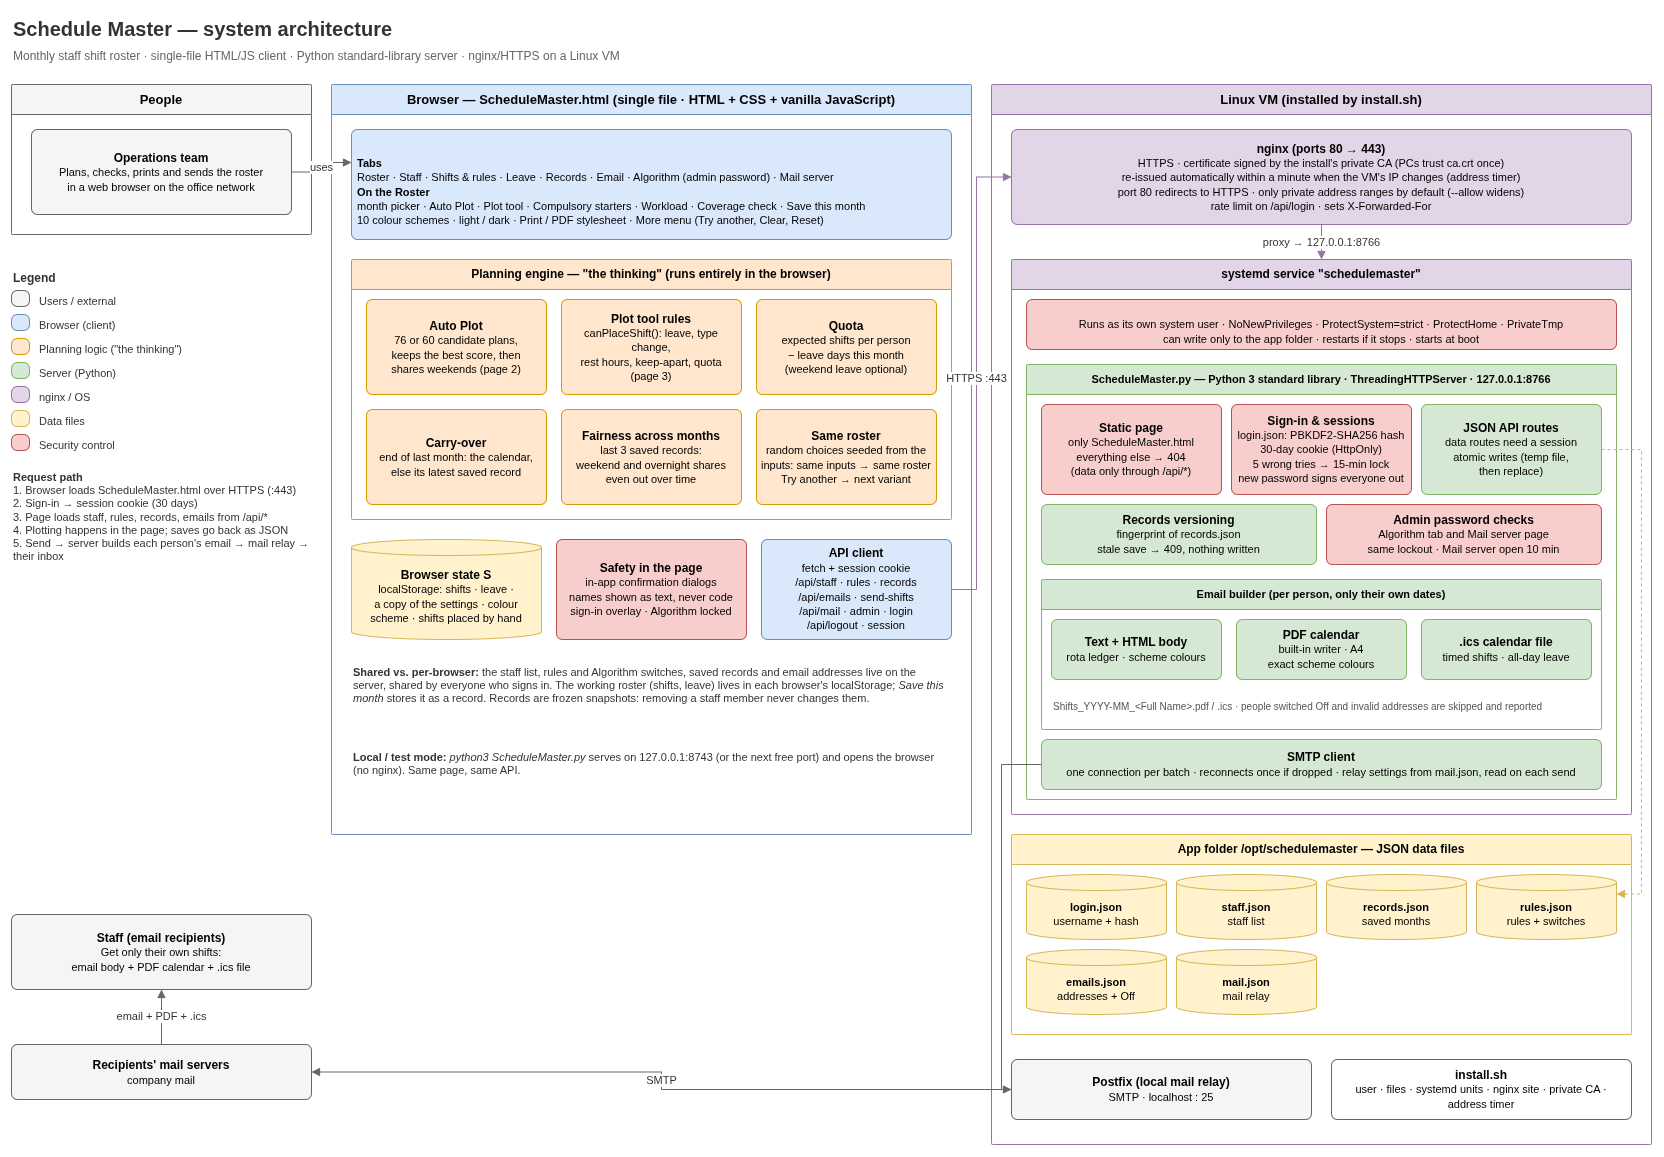 Schedule Master — system architecture
Monthly staff shift roster · single-file HTML/JS client · Python standard-library server · nginx/HTTPS on a Linux VM
People
Operations team
Plans, checks, prints and sends the roster
in a web browser on the office network
uses
Legend
Users / external
Browser (client)
Planning logic ("the thinking")
Server (Python)
nginx / OS
Data files
Security control
Request path
1. Browser loads ScheduleMaster.html over HTTPS (:443)
2. Sign-in → session cookie (30 days)
3. Page loads staff, rules, records, emails from /api/*
4. Plotting happens in the page; saves go back as JSON
5. Send → server builds each person's email → mail relay →
their inbox
Staff (email recipients)
Get only their own shifts:
email body + PDF calendar + .ics file
email + PDF + .ics
Recipients' mail servers
company mail
Browser — ScheduleMaster.html (single file · HTML + CSS + vanilla JavaScript)
Tabs
Roster · Staff · Shifts & rules · Leave · Records · Email · Algorithm (admin password) · Mail server
On the Roster
month picker · Auto Plot · Plot tool · Compulsory starters · Workload · Coverage check · Save this month
10 colour schemes · light / dark · Print / PDF stylesheet · More menu (Try another, Clear, Reset)
Planning engine — "the thinking" (runs entirely in the browser)
Auto Plot
76 or 60 candidate plans,
keeps the best score, then
shares weekends (page 2)
Plot tool rules
canPlaceShift(): leave, type
change,
rest hours, keep-apart, quota
(page 3)
Quota
expected shifts per person
− leave days this month
(weekend leave optional)
Carry-over
end of last month: the calendar,
else its latest saved record
Fairness across months
last 3 saved records:
weekend and overnight shares
even out over time
Same roster
random choices seeded from the
inputs: same inputs → same roster
Try another → next variant
Browser state S
localStorage: shifts · leave ·
a copy of the settings · colour
scheme · shifts placed by hand
Safety in the page
in-app confirmation dialogs
names shown as text, never code
sign-in overlay · Algorithm locked
API client
fetch + session cookie
/api/staff · rules · records
/api/emails · send-shifts
/api/mail · admin · login
/api/logout · session
Shared vs. per-browser: the staff list, rules and Algorithm switches, saved records and email addresses live on the
server, shared by everyone who signs in. The working roster (shifts, leave) lives in each browser's localStorage; Save this
month stores it as a record. Records are frozen snapshots: removing a staff member never changes them.
Local / test mode: python3 ScheduleMaster.py serves on 127.0.0.1:8743 (or the next free port) and opens the browser
(no nginx). Same page, same API.
HTTPS :443
SMTP
Linux VM (installed by install.sh)
nginx (ports 80 → 443)
HTTPS · certificate signed by the install's private CA (PCs trust ca.crt once)
re-issued automatically within a minute when the VM's IP changes (address timer)
port 80 redirects to HTTPS · only private address ranges by default (--allow widens)
rate limit on /api/login · sets X-Forwarded-For
proxy → 127.0.0.1:8766
systemd service "schedulemaster"
Runs as its own system user · NoNewPrivileges · ProtectSystem=strict · ProtectHome · PrivateTmp
can write only to the app folder · restarts if it stops · starts at boot
ScheduleMaster.py — Python 3 standard library · ThreadingHTTPServer · 127.0.0.1:8766
Static page
only ScheduleMaster.html
everything else → 404
(data only through /api/*)
Sign-in & sessions
login.json: PBKDF2-SHA256 hash
30-day cookie (HttpOnly)
5 wrong tries → 15-min lock
new password signs everyone out
JSON API routes
data routes need a session
atomic writes (temp file,
then replace)
Records versioning
fingerprint of records.json
stale save → 409, nothing written
Admin password checks
Algorithm tab and Mail server page
same lockout · Mail server open 10 min
Email builder (per person, only their own dates)
Text + HTML body
rota ledger · scheme colours
PDF calendar
built-in writer · A4
exact scheme colours
.ics calendar file
timed shifts · all-day leave
Shifts_YYYY-MM_<Full Name>.pdf / .ics · people switched Off and invalid addresses are skipped and reported
SMTP client
one connection per batch · reconnects once if dropped · relay settings from mail.json, read on each send
App folder /opt/schedulemaster — JSON data files
login.json
username + hash
staff.json
staff list
records.json
saved months
rules.json
rules + switches
emails.json
addresses + Off
mail.json
mail relay
Postfix (local mail relay)
SMTP · localhost : 25
install.sh
user · files · systemd units · nginx site · private CA ·
address timer